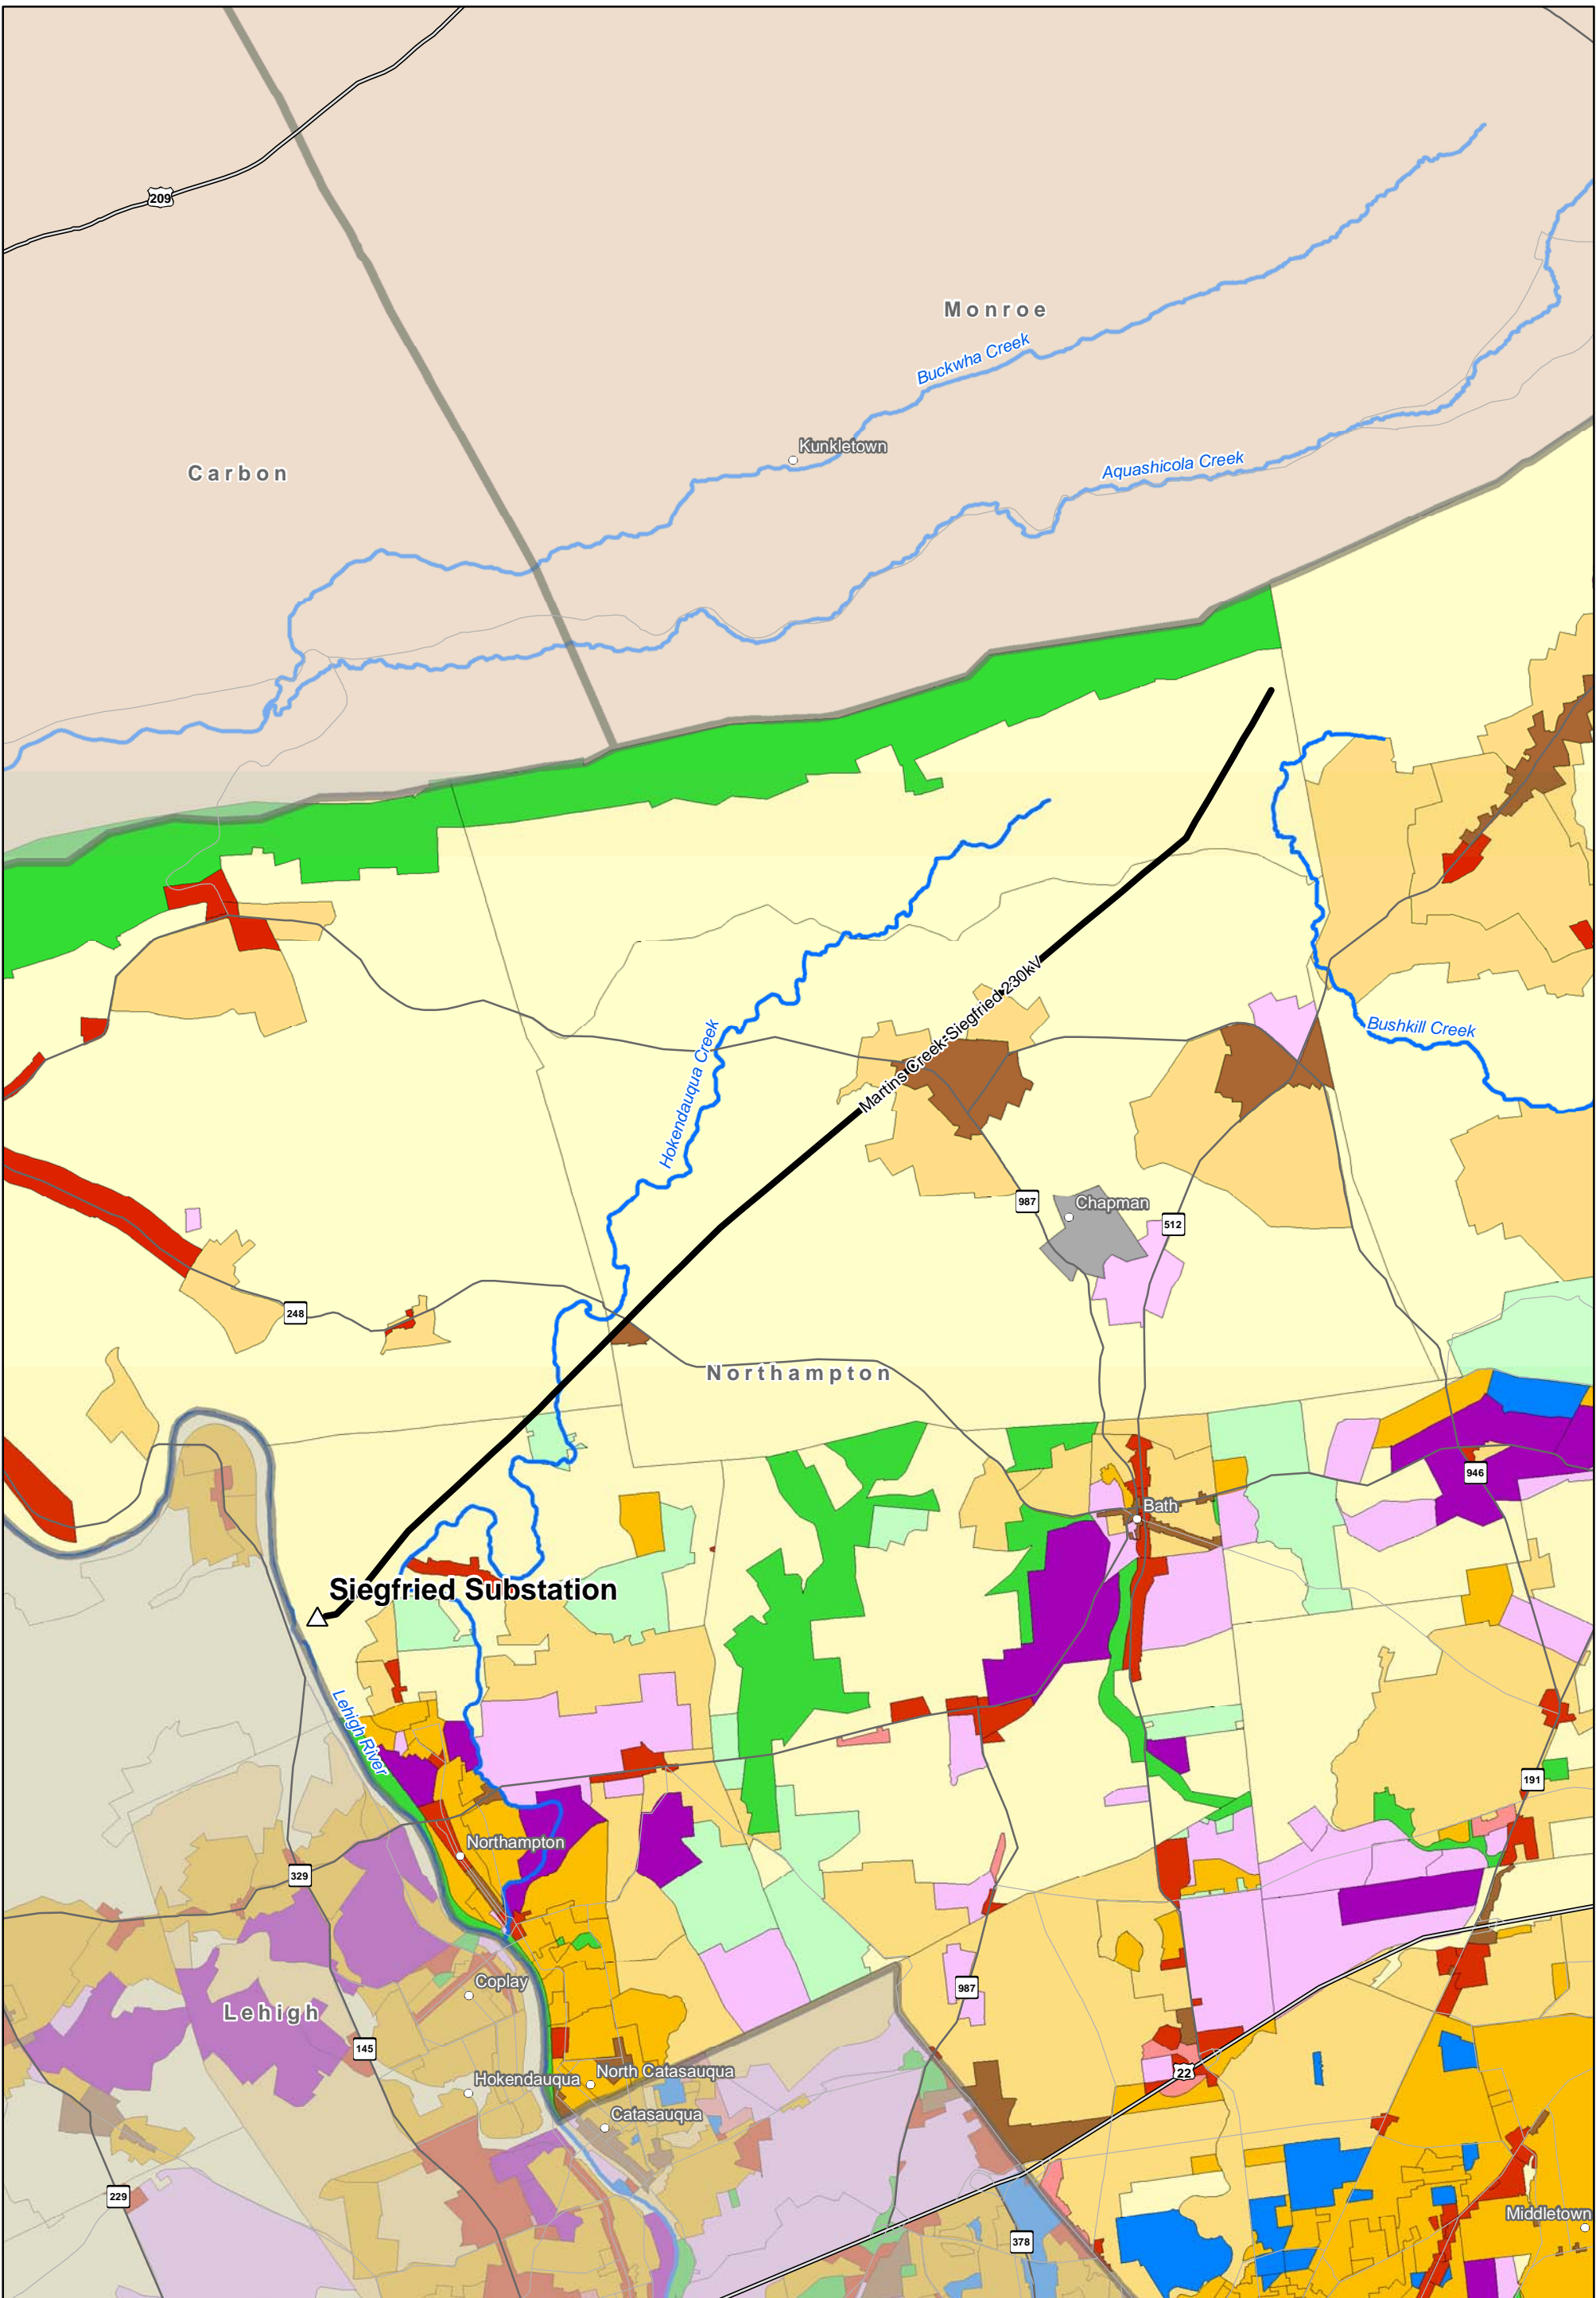 209
Monroe
Buckwha Creek
Kunkletown
Carbon
Aquashicola Creek
Martins Creek-Siegfried 230kV
Hokendauqua Creek
Bushkill Creek
987
Chapman
512
248
Northampton
946
Bath
Siegfried Substation
Lehigh River
191
Northampton
329
Coplay
987
Lehigh
145
22
North Catasauqua
Hokendauqua
Catasauqua
229
Middletown
378